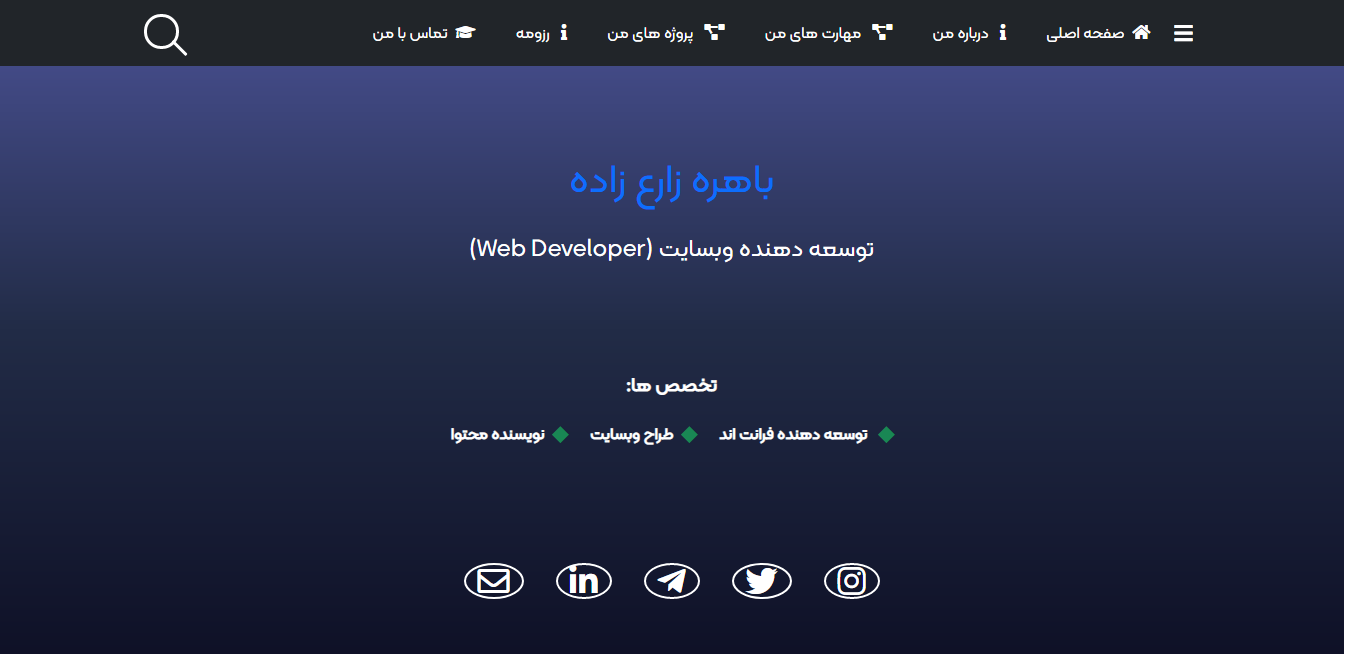 صفحه اصلی درباره من مهارت های من پروژه های من رزومه تماس با من
باهره زارع زاده
توسعه دهنده وبسایت (Web Developer)
تخصص ها:
توسعه دهنده فرانت اند طراح وبسایت نویسنده محتوا